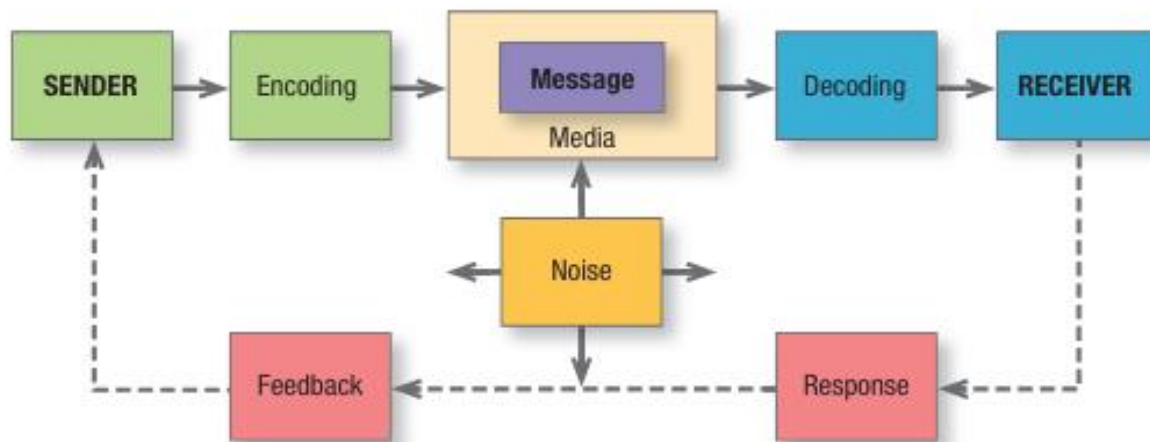 SENDER
Encoding
Message
Media
Decoding
RECEIVER
Noise
Feedback
Response